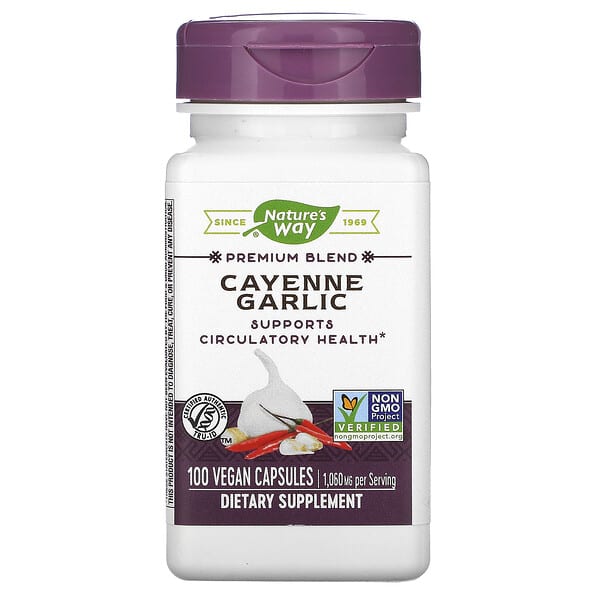 SINCE
Nature's
WAY
®
1969
PREMIUM BLEND
CAYENNE
GARLIC
SUPPORTS
CIRCULATORY HEALTH*
CERTIFIED AUTHENTIC
TRU-ID
™
NON
GMO
Project
VERIFIED
nongmoproject.org
100 VEGAN CAPSULES | 1,060 MG per Serving
DIETARY SUPPLEMENT
THIS PRODUCT IS NOT INTENDED TO DIAGNOSE, TREAT, CURE, OR PREVENT ANY DISEASE.